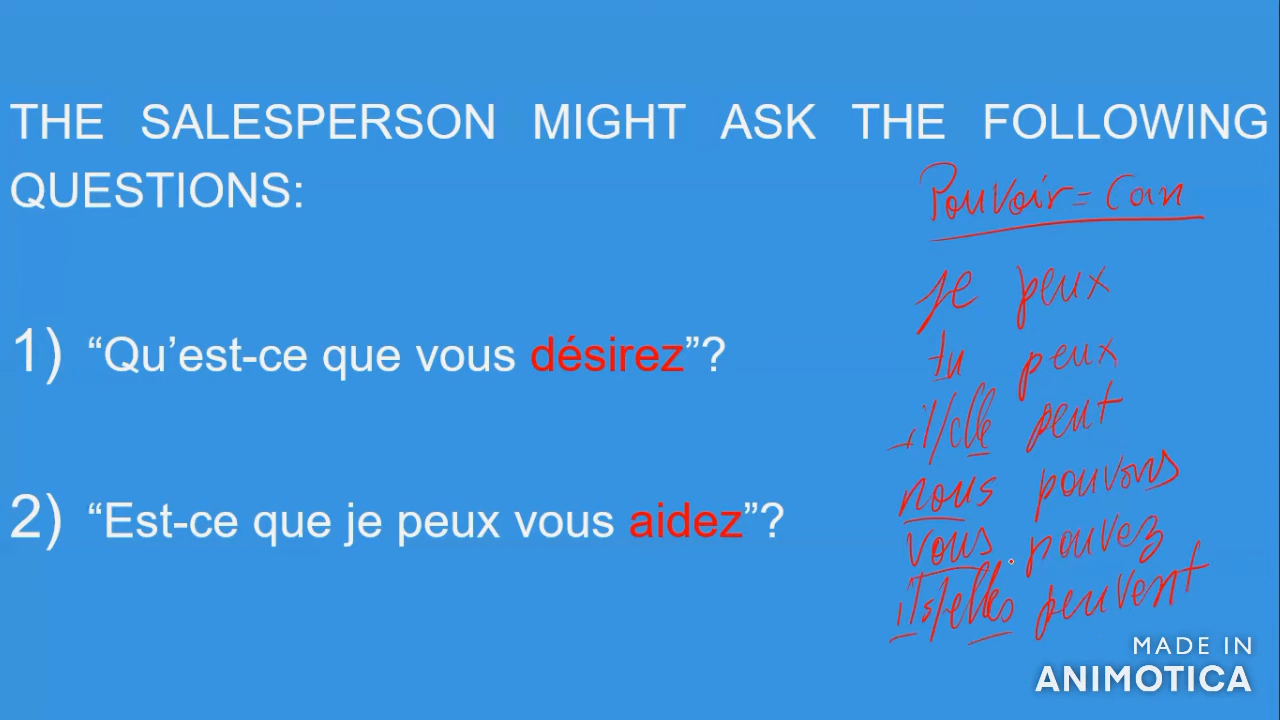 THE SALESPERSON MIGHT ASK THE FOLLOWING
QUESTIONS:
Pouvoir = Can
je peux
1) “Qu’est-ce que vous désirez”?
tu peux
il/elle peut
nous pouvons
2) “Est-ce que je peux vous aidez”?
vous pouvez
ils/elles peuvent
MADE IN
ANIMOTICA